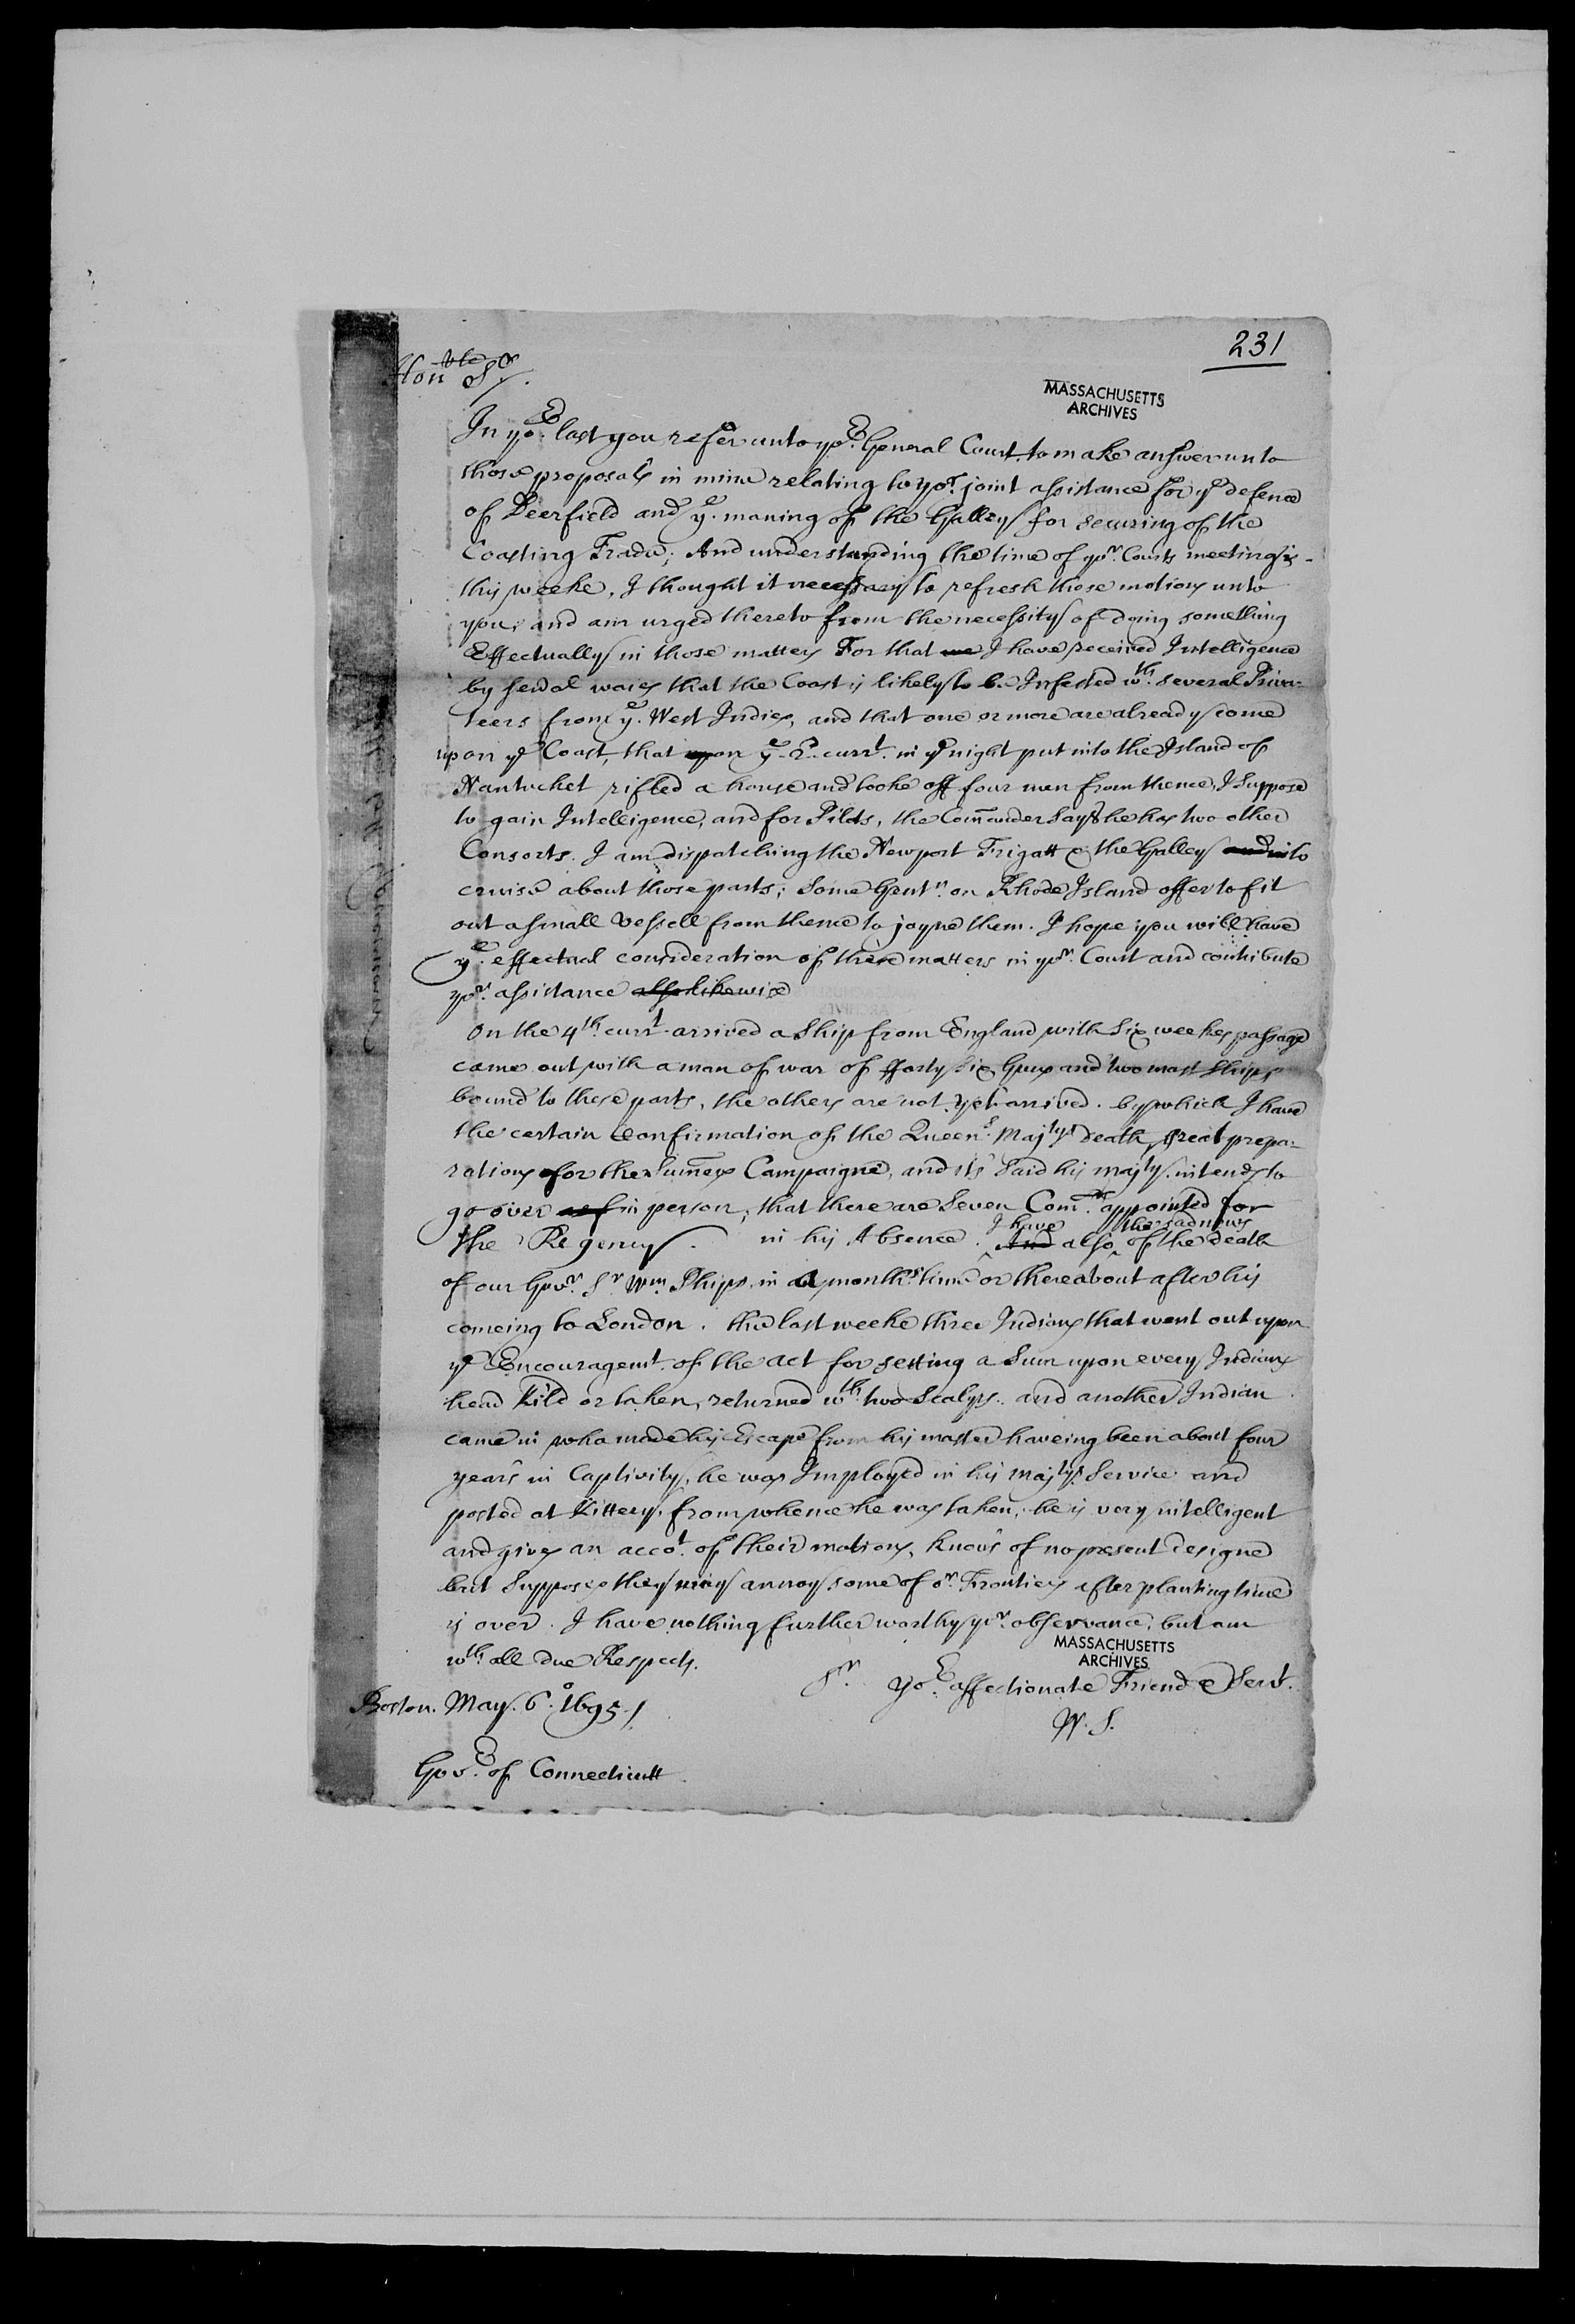 231
MASSACHUSETTS
ARCHIVES
Honble Sr.
In yor. last you refer unto yor. General Court to make answer unto
those proposals in mine relating to yor. joint assistance for ye defence
of Deerfield and ye. maning of the Galley for securing of the
Coasting Trade; And understanding the time of yor. Courts meeting is
this weeke, I thought it necessary to refresh those motions unto
you, and am urged thereto from the necessity of doing something
Effectually in those matters For that I have received Intelligence
by seval waies that the Coast is likely to be Infested wth. several Priva-
teers from ye. West Indies, and that one or more are already come
upon ye Coast, that upon ye. 2d. currt. in ye night put into the Island of
Nantucket rifled a house and tooke off four men from thence, I Suppose
to gain Intelligence, and for Pilots, the Comander Says he has two other
Consorts. I am dispatching the Newport Frigatt & the Galley to
cruise about those parts; Some Gentn. on Rhode Island offer to fit
out a small Vessell from thence to joyne them. I hope you will have
ye. effectual consideration of these matters in yor. Court and contribute
yor. assistance also likewise
On the 4th. currt. arrived a Ship from England with Six weekes passage
came out with a man of war of fforty six Guns and two mast Ships
bound to these parts, the others are not yet arrived. by which I have
the certain Confirmation of the Queens. Majtys death, great prepa-
rations for the Sumers Campaigne, and its Said his majty. intends to
go over in person, that there are Seven Comrs. appointed for
the Regency. in his Absence. I have And also the sad news of the death
of our Govr. Sr. Wm. Phips, in a months time or thereabout after his
comeing to London. the last weeke three Indians that went out upon
ye Encouragemt. of the Act for setting a Sum upon every Indians
head Kil'd or taken, returned wth. two Scalps. and another Indian
came in who made his Escape from his master haveing been about four
years in Captivity, he was Imployed in his Majtys. Service and
posted at Kittery, from whence he was taken, he is very intelligent
and gives an accot. of their motions, knows of no present designe
but Supposes they may annoy some of or. Frontiers after planting time
is over. I have nothing further worthy yor. observance, but am
wth. all due Respects.
MASSACHUSETTS
ARCHIVES
Sr. yor. affectionate Friend & Servt.
W. S.
Boston. May. 6o. 1695/.
Govr. of Connecticutt